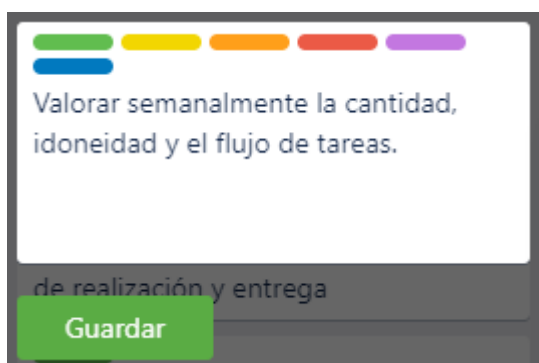 Valorar semanalmente la cantidad,
idoneidad y el flujo de tareas.
de realización y entrega
Guardar